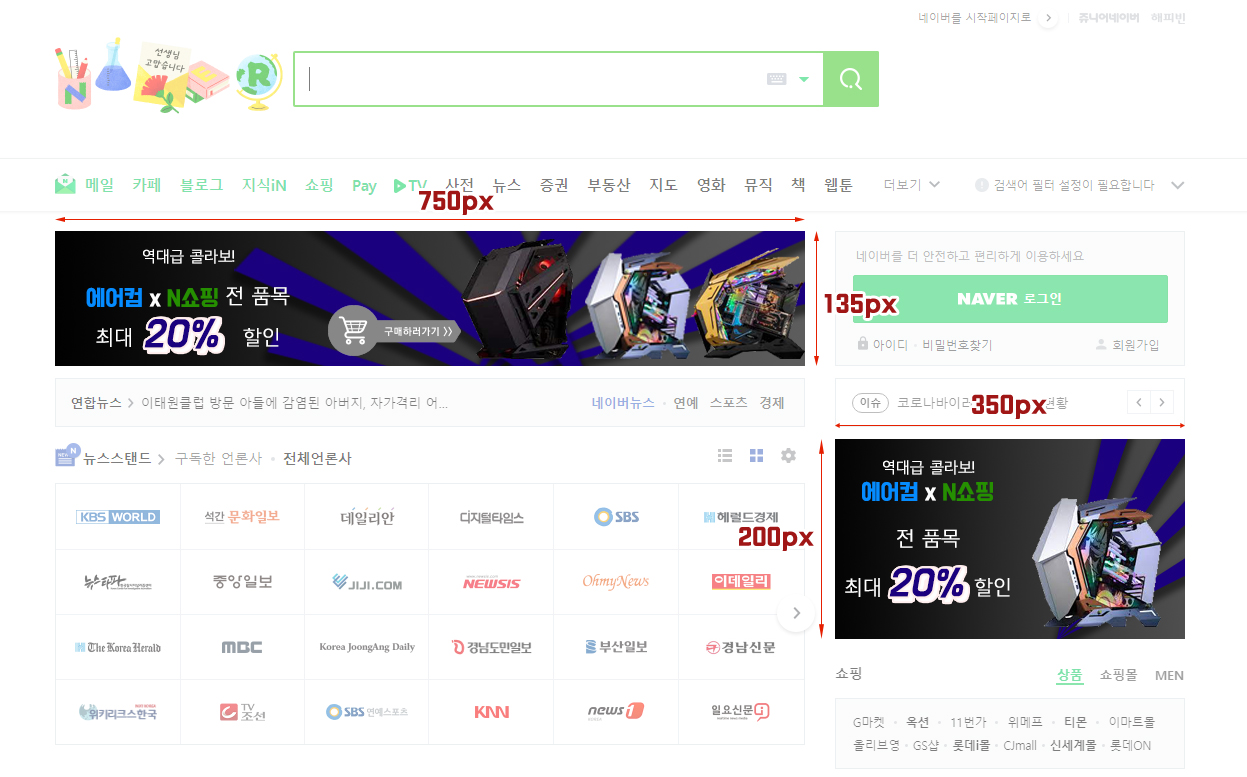 네이버를 시작페이지로
쥬니어네이버 해피빈
선생님
고맙습니다
N R
메일 카페 블로그 지식iN 쇼핑 Pay TV 사전 뉴스 증권 부동산 지도 영화 뮤직 책 웹툰 더보기 검색어 필터 설정이 필요합니다
750px
역대급 콜라보!
에어컴 x N쇼핑 전 품목
최대 20% 할인
구매하러가기 》
135px
네이버를 더 안전하고 편리하게 이용하세요
NAVER 로그인
아이디 · 비밀번호찾기 회원가입
연합뉴스 > 이태원클럽 방문 아들에 감염된 아버지, 자가격리 어...
네이버뉴스 · 연예 스포츠 경제
이슈 코로나바이러 현황
350px
뉴스스탠드 > 구독한 언론사 · 전체언론사
KBS WORLD 석간 문화일보 데일리안 디지털타임스 SBS 헤럴드경제
200px
뉴스타파 중앙일보 JIJI.COM NEWSIS OhmyNews 이데일리
The Korea Herald MBC Korea JoongAng Daily 경남도민일보 부산일보 경남신문
위키리크스한국 TV조선 SBS 연예스포츠 KNN news1 KOREA 일요신문
역대급 콜라보!
에어컴 x N쇼핑
전 품목
최대 20% 할인
쇼핑 상품 쇼핑몰 MEN
G마켓 · 옥션 · 11번가 · 위메프 · 티몬 · 이마트몰
올리브영 · GS샵 · 롯데i몰 · CJmall · 신세계몰 · 롯데ON